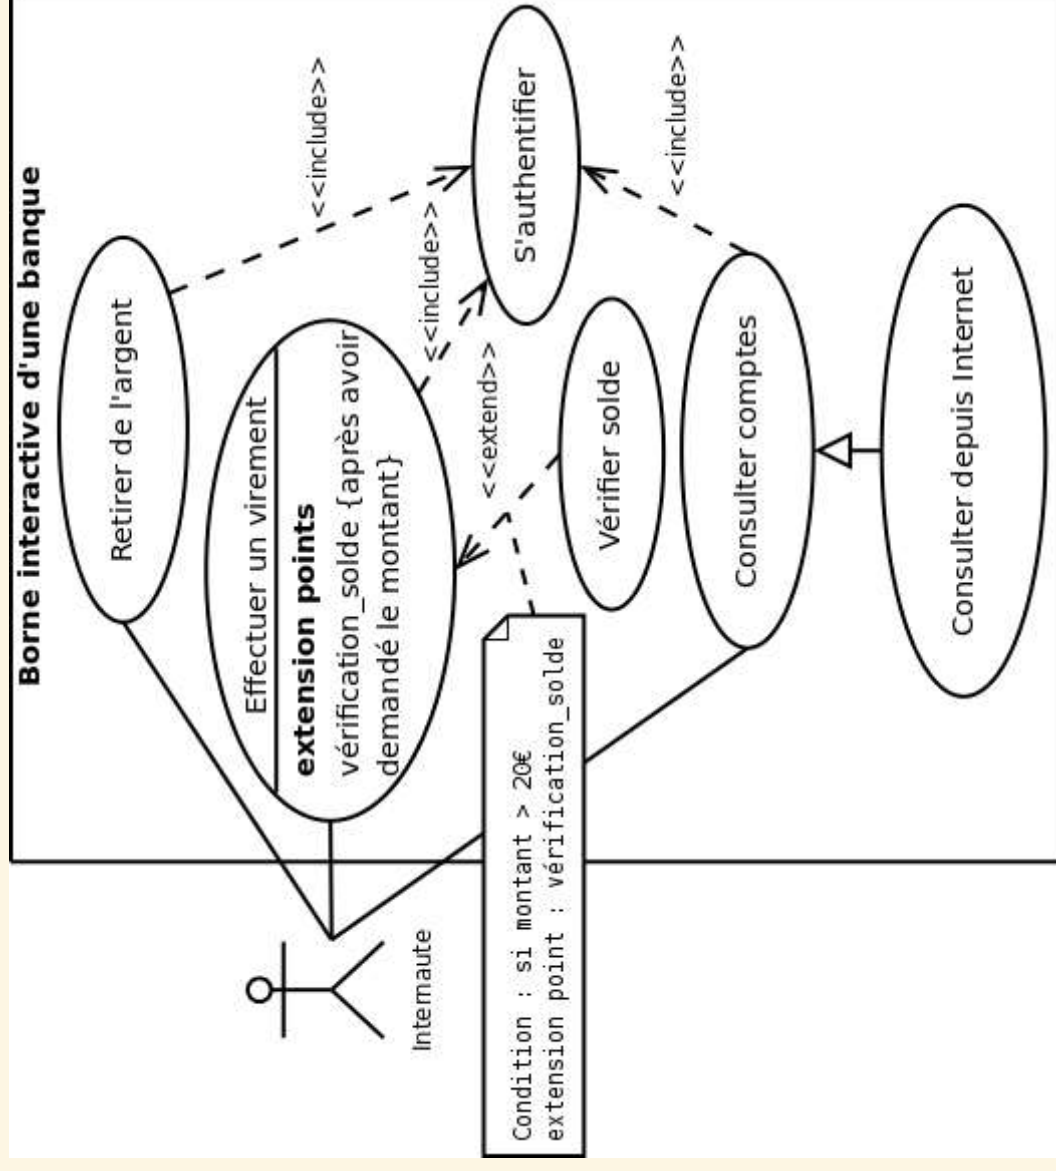 Borne interactive d'une banque
Retirer de l'argent
<<include>>
Effectuer un virement
extension points
vérification_solde {après avoir
demandé le montant}
<<include>>
S'authentifier
Internaute
<<extend>>
Condition : si montant > 20€
extension point : vérification_solde
Vérifier solde
<<include>>
Consulter comptes
Consulter depuis Internet